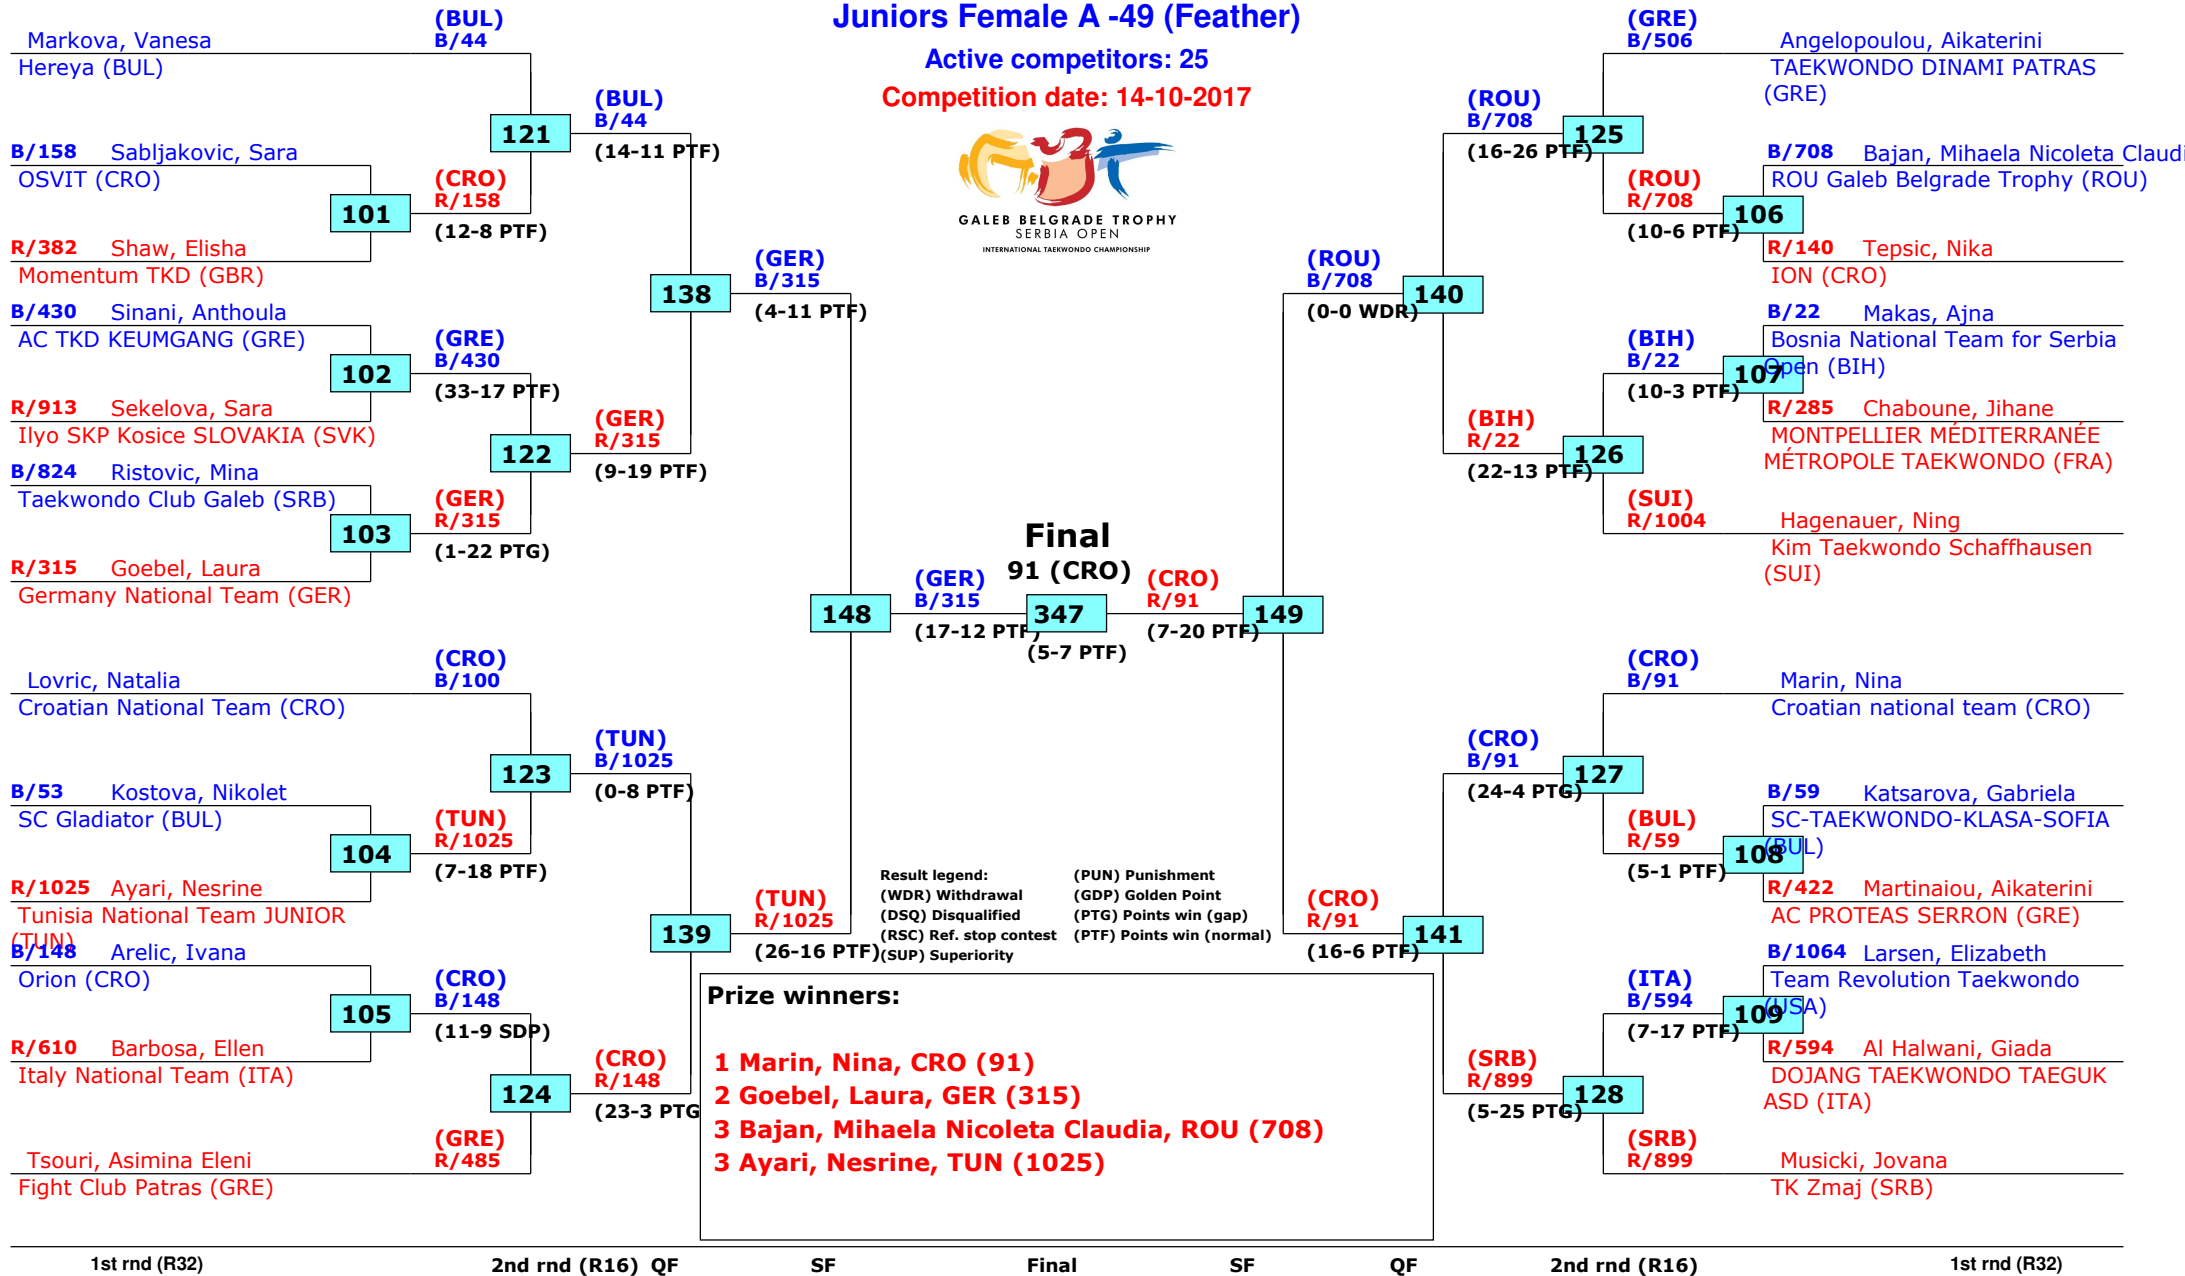 Juniors Female A -49 (Feather)
Active competitors: 25
Competition date: 14-10-2017
GALEB BELGRADE TROPHY
SERBIA OPEN
INTERNATIONAL TAEKWONDO CHAMPIONSHIP
Markova, Vanesa
Hereya (BUL)
(BUL)
B/44
B/158 Sabljakovic, Sara
OSVIT (CRO)
R/382 Shaw, Elisha
Momentum TKD (GBR)
101
(CRO)
R/158
(12-8 PTF)
121
(BUL)
B/44
(14-11 PTF)
B/430 Sinani, Anthoula
AC TKD KEUMGANG (GRE)
R/913 Sekelova, Sara
Ilyo SKP Kosice SLOVAKIA (SVK)
102
(GRE)
B/430
(33-17 PTF)
B/824 Ristovic, Mina
Taekwondo Club Galeb (SRB)
R/315 Goebel, Laura
Germany National Team (GER)
103
(GER)
R/315
(1-22 PTG)
122
(GER)
R/315
(9-19 PTF)
138
(GER)
B/315
(4-11 PTF)
Lovric, Natalia
Croatian National Team (CRO)
(CRO)
B/100
B/53 Kostova, Nikolet
SC Gladiator (BUL)
R/1025 Ayari, Nesrine
Tunisia National Team JUNIOR
(TUN)
104
(TUN)
R/1025
(7-18 PTF)
123
(TUN)
B/1025
(0-8 PTF)
B/148 Arelic, Ivana
Orion (CRO)
R/610 Barbosa, Ellen
Italy National Team (ITA)
105
(CRO)
B/148
(11-9 SDP)
Tsouri, Asimina Eleni
Fight Club Patras (GRE)
(GRE)
R/485
124
(CRO)
R/148
(23-3 PTG
139
(TUN)
R/1025
(26-16 PTF)
148
(GER)
B/315
(17-12 PTF)
Final
91 (CRO)
347
(5-7 PTF)
(CRO)
R/91
(7-20 PTF)
149
(ROU)
B/708
(0-0 WDR)
140
(ROU)
B/708
(16-26 PTF)
125
(GRE)
B/506
Angelopoulou, Aikaterini
TAEKWONDO DINAMI PATRAS
(GRE)
(ROU)
R/708
(10-6 PTF)
106
B/708 Bajan, Mihaela Nicoleta Claudi
ROU Galeb Belgrade Trophy (ROU)
R/140 Tepsic, Nika
ION (CRO)
(BIH)
R/22
(22-13 PTF)
126
(BIH)
B/22
(10-3 PTF)
107
B/22 Makas, Ajna
Bosnia National Team for Serbia
Open (BIH)
R/285 Chaboune, Jihane
MONTPELLIER MÉDITERRANÉE
MÉTROPOLE TAEKWONDO (FRA)
(SUI)
R/1004
Hagenauer, Ning
Kim Taekwondo Schaffhausen
(SUI)
(CRO)
R/91
(16-6 PTF)
141
(CRO)
B/91
(24-4 PTG)
127
(CRO)
B/91
Marin, Nina
Croatian national team (CRO)
(BUL)
R/59
(5-1 PTF)
108
B/59 Katsarova, Gabriela
SC-TAEKWONDO-KLASA-SOFIA
(BUL)
R/422 Martinaiou, Aikaterini
AC PROTEAS SERRON (GRE)
(SRB)
R/899
(5-25 PTG)
128
(ITA)
B/594
(7-17 PTF)
109
B/1064 Larsen, Elizabeth
Team Revolution Taekwondo
(USA)
R/594 Al Halwani, Giada
DOJANG TAEKWONDO TAEGUK
ASD (ITA)
(SRB)
R/899
Musicki, Jovana
TK Zmaj (SRB)
Result legend: (PUN) Punishment
(WDR) Withdrawal (GDP) Golden Point
(DSQ) Disqualified (PTG) Points win (gap)
(RSC) Ref. stop contest (PTF) Points win (normal)
(SUP) Superiority
Prize winners:
1 Marin, Nina, CRO (91)
2 Goebel, Laura, GER (315)
3 Bajan, Mihaela Nicoleta Claudia, ROU (708)
3 Ayari, Nesrine, TUN (1025)
1st rnd (R32) 2nd rnd (R16) QF SF Final SF QF 2nd rnd (R16) 1st rnd (R32)